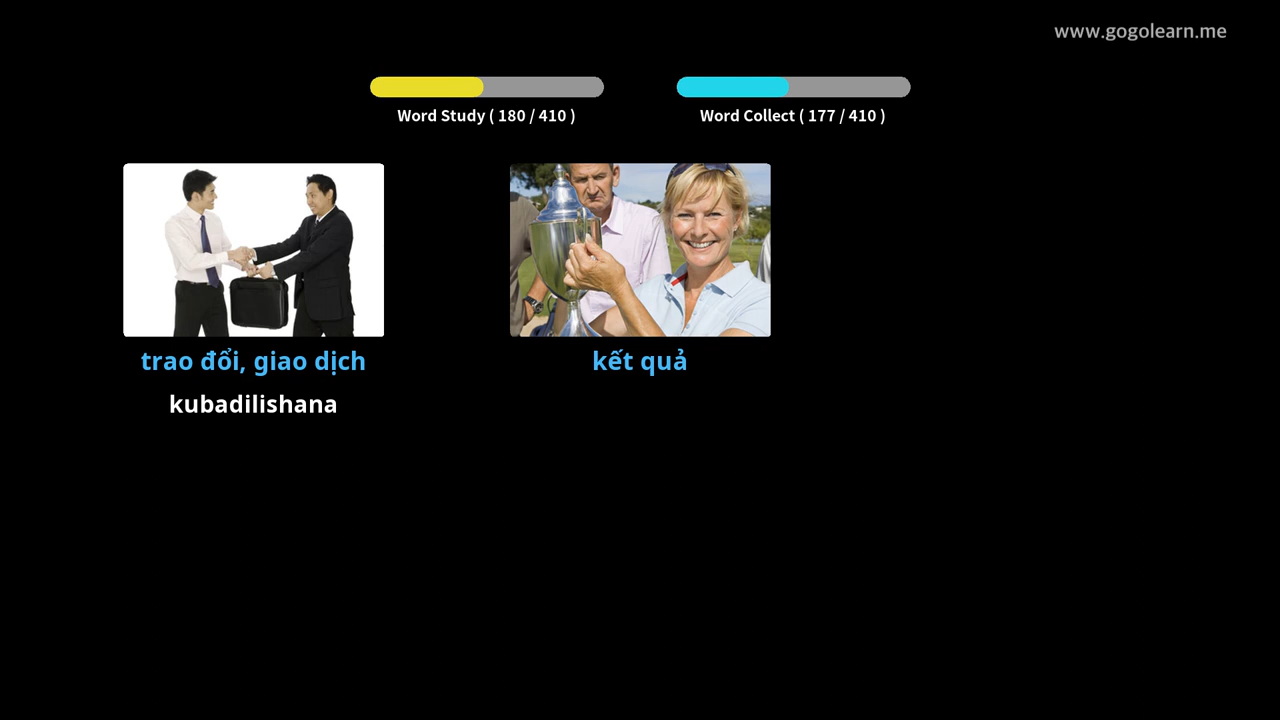 www.gogolearn.me
Word Study ( 180 / 410 )
Word Collect ( 177 / 410 )
trao đổi, giao dịch
kết quả
kubadilishana